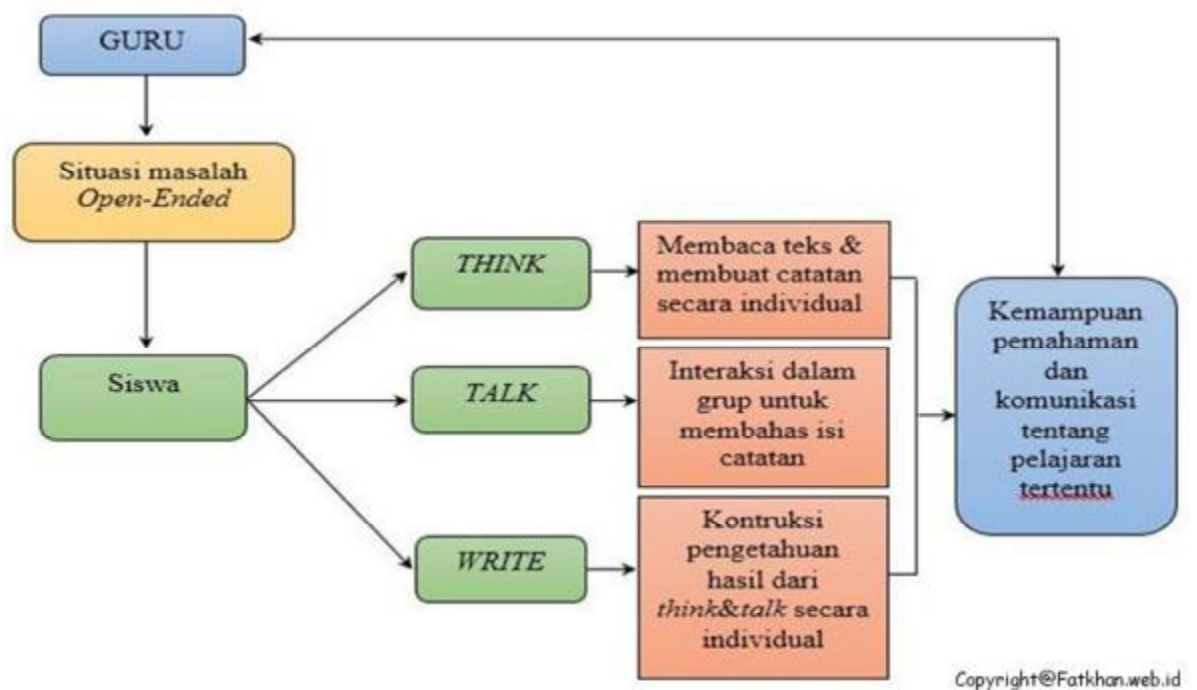 GURU
Situasi masalah
Open-Ended
Siswa
THINK
Membaca teks &
membuat catatan
secara individual
TALK
Interaksi dalam
grup untuk
membahas isi
catatan
WRITE
Kontruksi
pengetahuan
hasil dari
think&talk secara
individual
Kemampuan
pemahaman
dan
komunikasi
tentang
pelajaran
tertentu
Copyright@Fatkhan.web.id